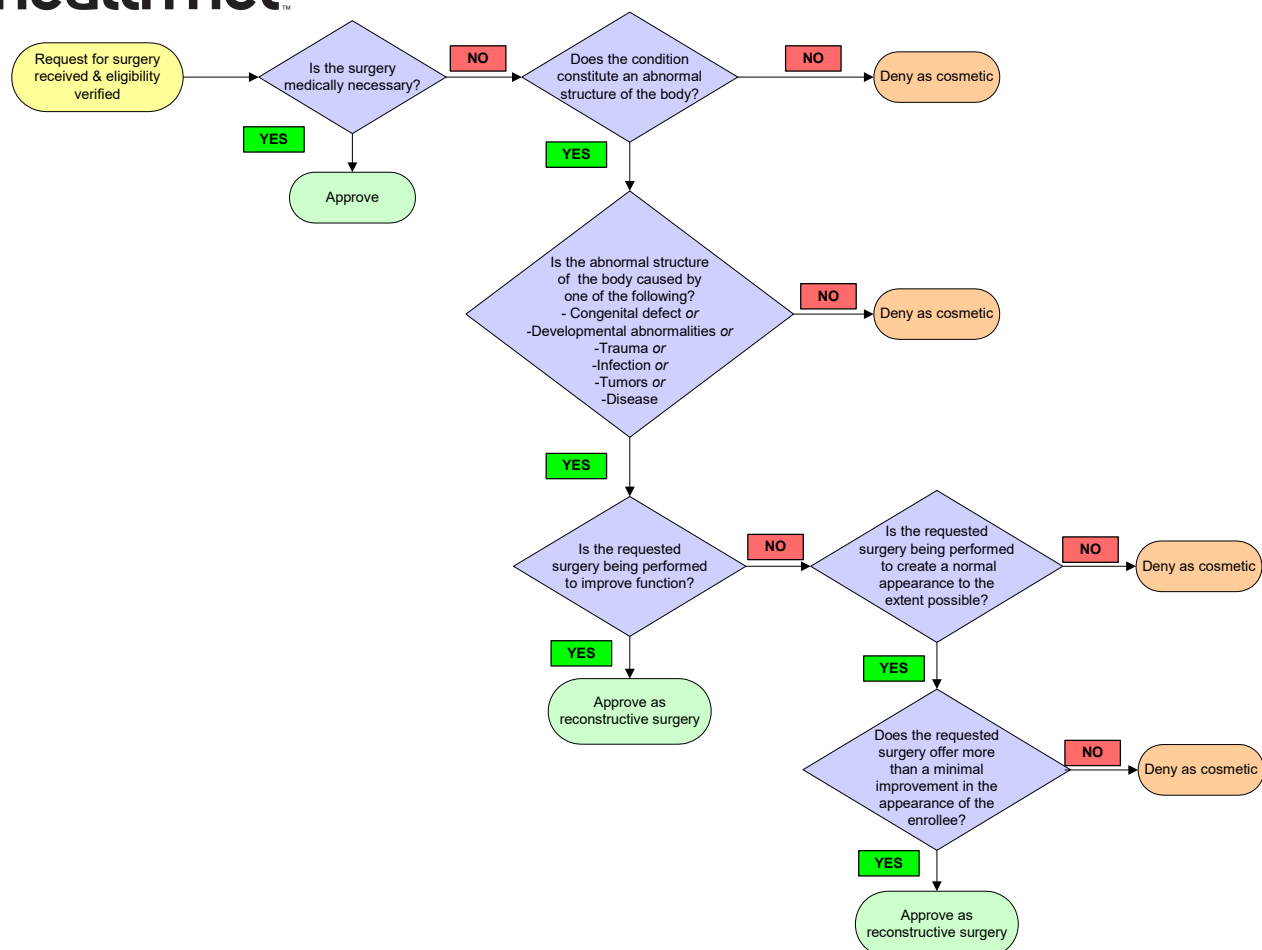 Request for surgery
received & eligibility
verified
Is the surgery
medically necessary?
NO
Does the condition
constitute an abnormal
structure of the body?
NO
Deny as cosmetic
YES
Approve
YES
Is the abnormal structure
of the body caused by
one of the following?
- Congenital defect or
-Developmental abnormalities or
-Trauma or
-Infection or
-Tumors or
-Disease
NO
Deny as cosmetic
YES
Is the requested
surgery being performed
to improve function?
NO
Is the requested
surgery being performed
to create a normal
appearance to the
extent possible?
NO
Deny as cosmetic
YES
Approve as
reconstructive surgery
YES
Does the requested
surgery offer more
than a minimal
improvement in the
appearance of the
enrollee?
NO
Deny as cosmetic
YES
Approve as
reconstructive surgery